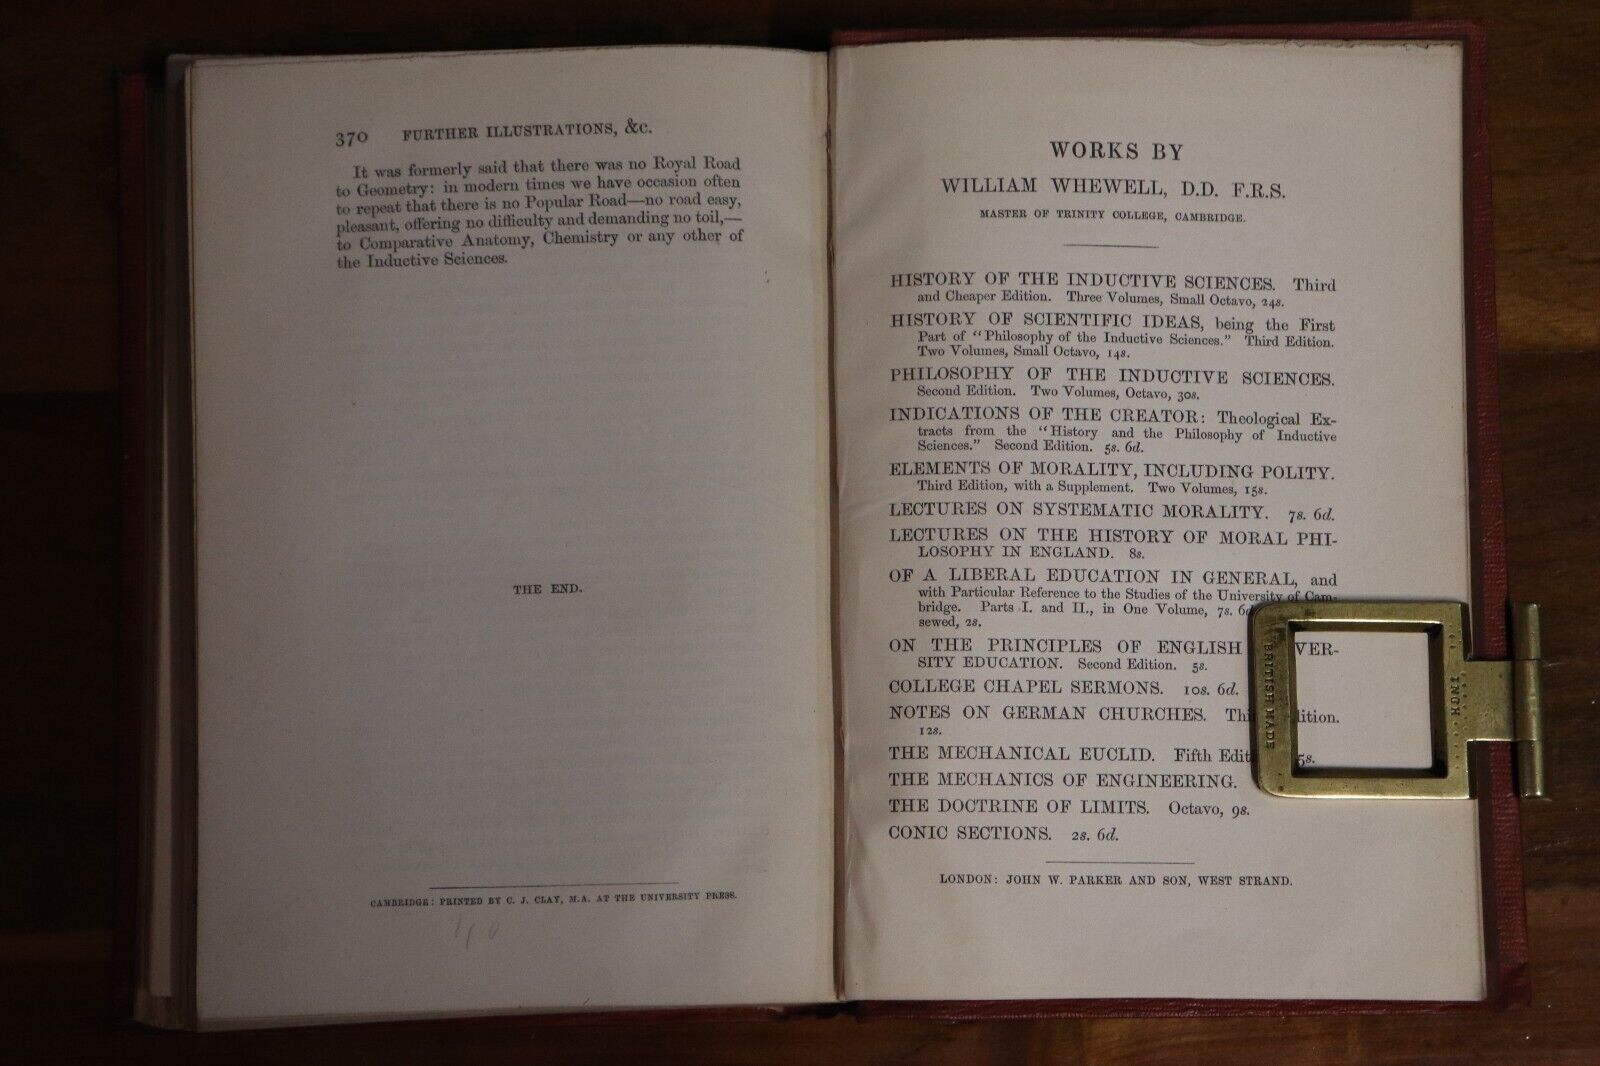 370 FURTHER ILLUSTRATIONS, &c.
It was formerly said that there was no Royal Road
to Geometry: in modern times we have occasion often
to repeat that there is no Popular Road—no road easy,
pleasant, offering no difficulty and demanding no toil,—
to Comparative Anatomy, Chemistry or any other of
the Inductive Sciences.
THE END.
CAMBRIDGE: PRINTED BY C. J. CLAY, M.A. AT THE UNIVERSITY PRESS.
WORKS BY
WILLIAM WHEWELL, D.D. F.R.S.
MASTER OF TRINITY COLLEGE, CAMBRIDGE.
HISTORY OF THE INDUCTIVE SCIENCES. Third
and Cheaper Edition. Three Volumes, Small Octavo, 24s.
HISTORY OF SCIENTIFIC IDEAS, being the First
Part of "Philosophy of the Inductive Sciences." Third Edition.
Two Volumes, Small Octavo, 14s.
PHILOSOPHY OF THE INDUCTIVE SCIENCES.
Second Edition. Two Volumes, Octavo, 30s.
INDICATIONS OF THE CREATOR: Theological Ex-
tracts from the "History and the Philosophy of Inductive
Sciences." Second Edition. 5s. 6d.
ELEMENTS OF MORALITY, INCLUDING POLITY.
Third Edition, with a Supplement. Two Volumes, 15s.
LECTURES ON SYSTEMATIC MORALITY. 7s. 6d.
LECTURES ON THE HISTORY OF MORAL PHI-
LOSOPHY IN ENGLAND. 8s.
OF A LIBERAL EDUCATION IN GENERAL, and
with Particular Reference to the Studies of the University of Cam-
bridge. Parts I. and II., in One Volume, 7s. 6d
sewed, 2s.
ON THE PRINCIPLES OF ENGLISH VER-
SITY EDUCATION. Second Edition. 5s.
COLLEGE CHAPEL SERMONS. 10s. 6d.
NOTES ON GERMAN CHURCHES. Thi ition.
12s.
THE MECHANICAL EUCLID. Fifth Edit 5s.
THE MECHANICS OF ENGINEERING.
THE DOCTRINE OF LIMITS. Octavo, 9s.
CONIC SECTIONS. 2s. 6d.
LONDON: JOHN W. PARKER AND SON, WEST STRAND.
BRITISH MADE